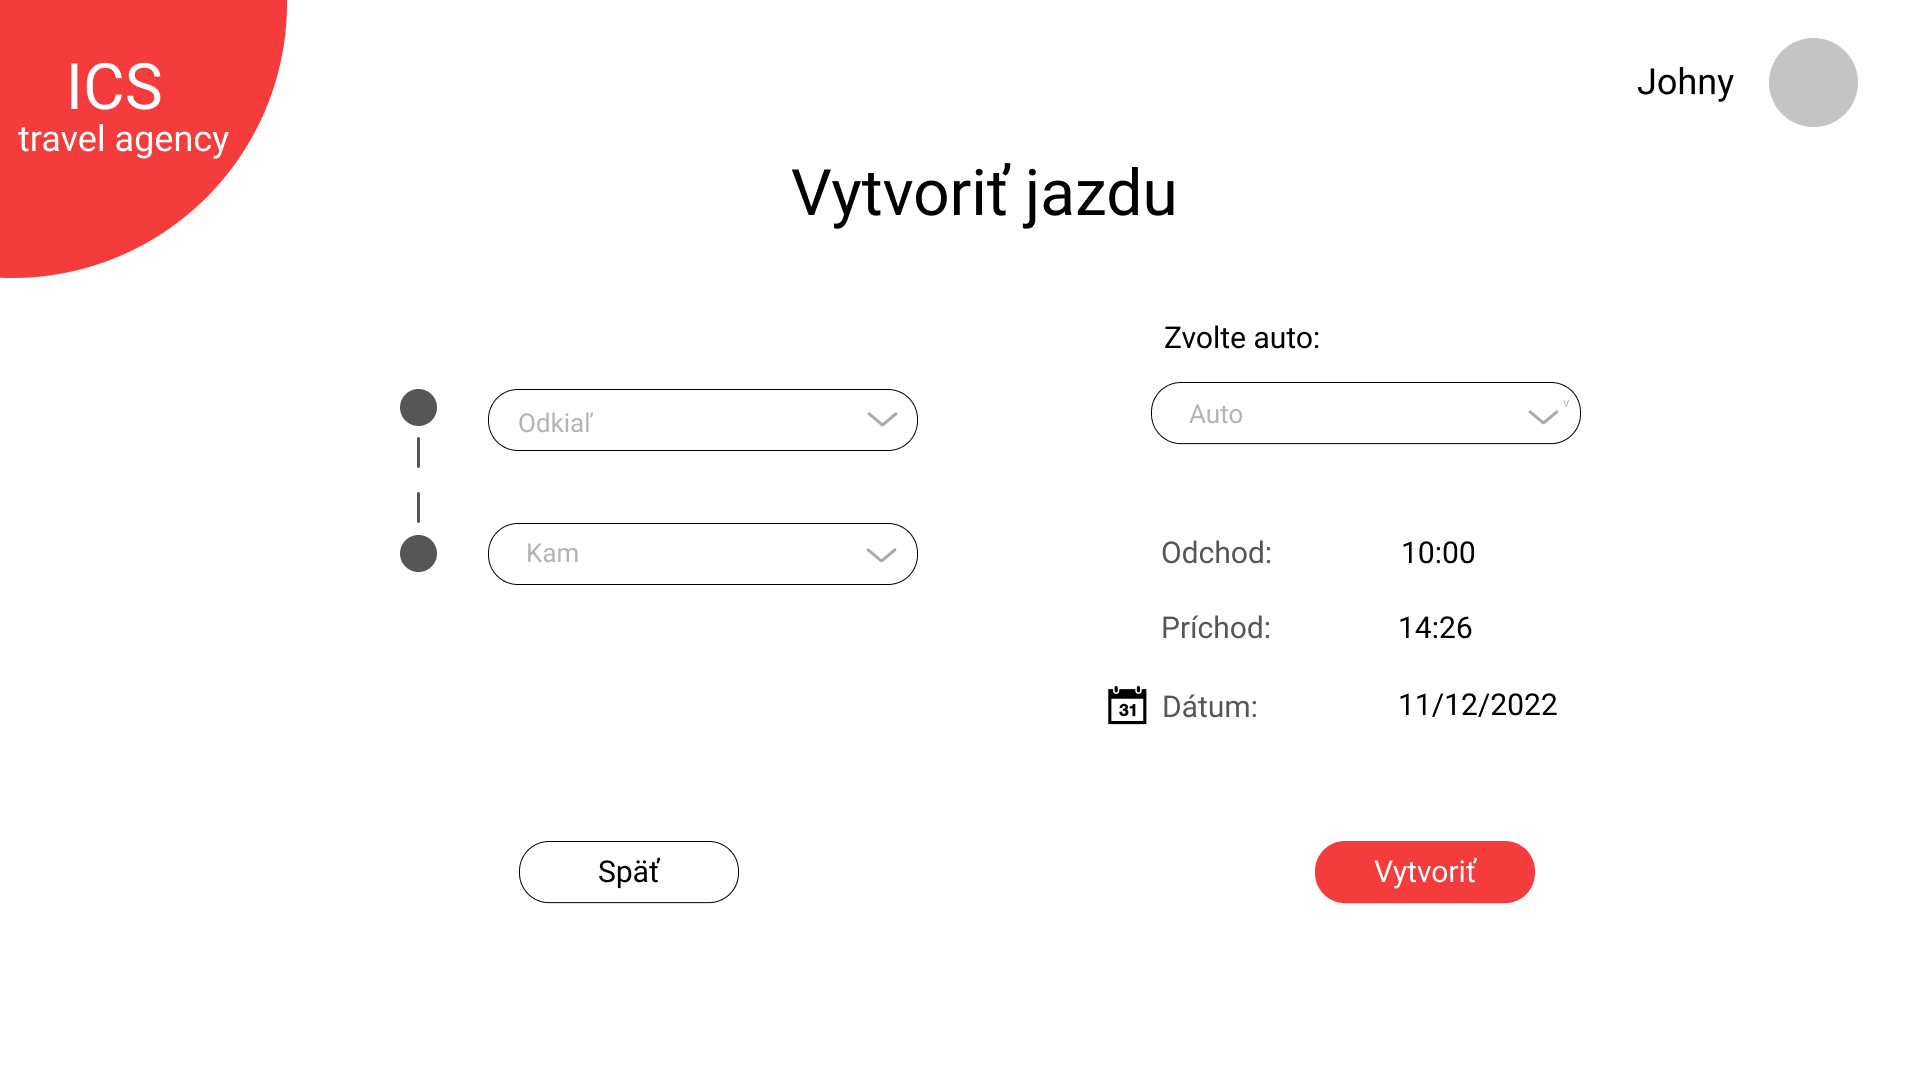 ICS
travel agency
Johny
Vytvoriť jazdu
Zvolte auto:
Odkiaľ
Auto
v
Kam
Odchod: 10:00
Príchod: 14:26
31 Dátum: 11/12/2022
Späť
Vytvoriť